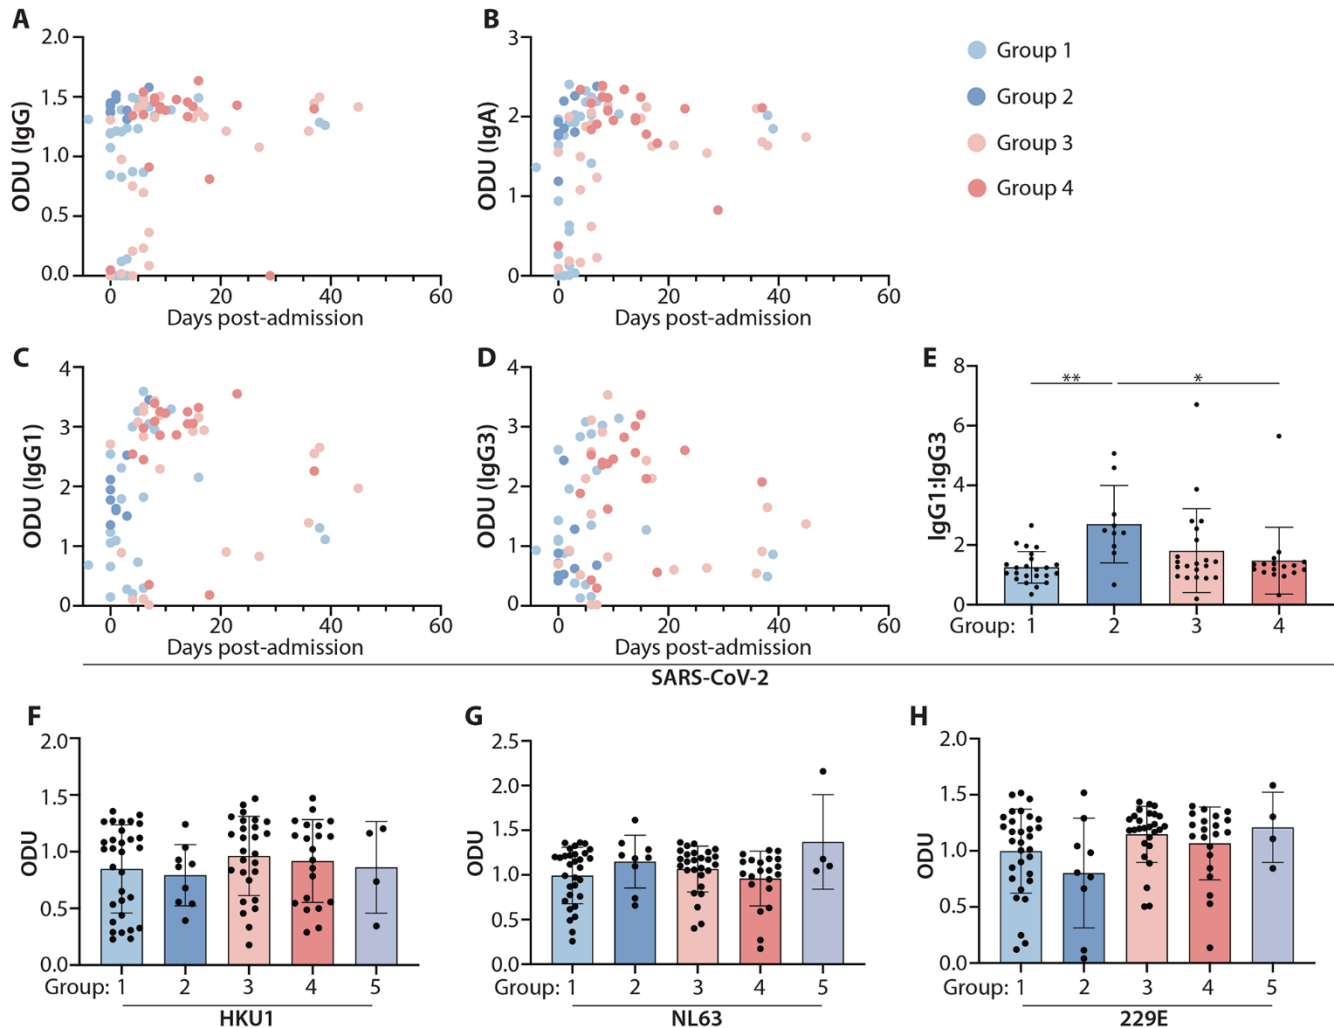 A
ODU (IgG)
2.0
1.5
1.0
0.5
0.0
0 20 40 60
Days post-admission
B
ODU (IgA)
3
2
1
0
0 20 40 60
Days post-admission
Group 1
Group 2
Group 3
Group 4
C
ODU (IgG1)
4
3
2
1
0
0 20 40 60
Days post-admission
D
ODU (IgG3)
4
3
2
1
0
0 20 40 60
Days post-admission
E
IgG1:IgG3
8
6
4
2
0
** *
Group: 1 2 3 4
SARS-CoV-2
F
ODU
2.0
1.5
1.0
0.5
0.0
Group: 1 2 3 4 5
HKU1
G
ODU
2.5
2.0
1.5
1.0
0.5
0.0
Group: 1 2 3 4 5
NL63
H
ODU
2.0
1.5
1.0
0.5
0.0
Group: 1 2 3 4 5
229E